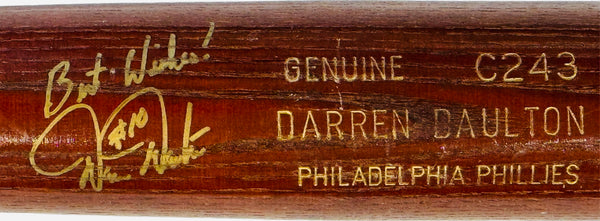 Best Wishes!
#10
GENUINE C243
DARREN DAULTON
PHILADELPHIA PHILLIES